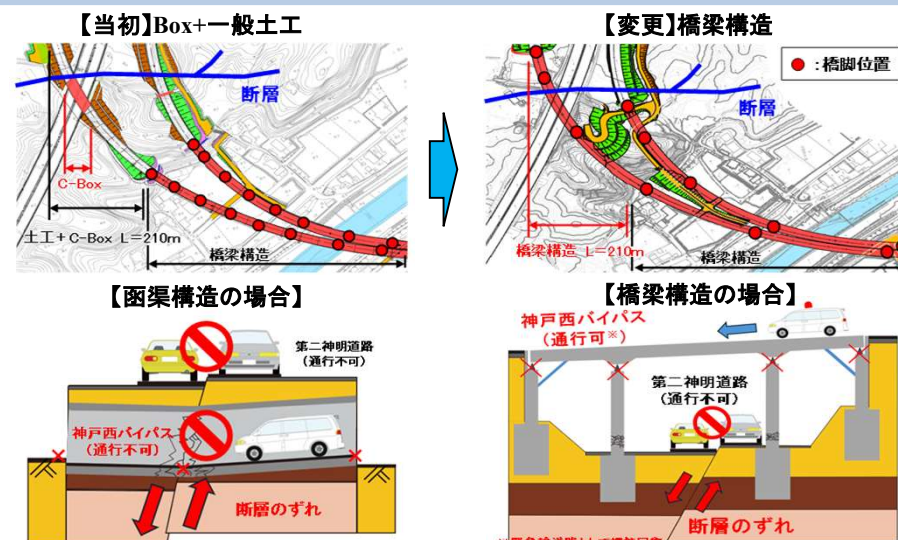 【当初】Box+一般土工
断層
C-Box
土工+C-Box L=210m
橋梁構造
【変更】橋梁構造
●:橋脚位置
断層
橋梁構造 L=210m
橋梁構造
【函渠構造の場合】
第二神明道路
(通行不可)
神戸西バイパス
(通行不可)
断層のずれ
【橋梁構造の場合】
神戸西バイパス
(通行可※)
第二神明道路
(通行不可)
断層のずれ